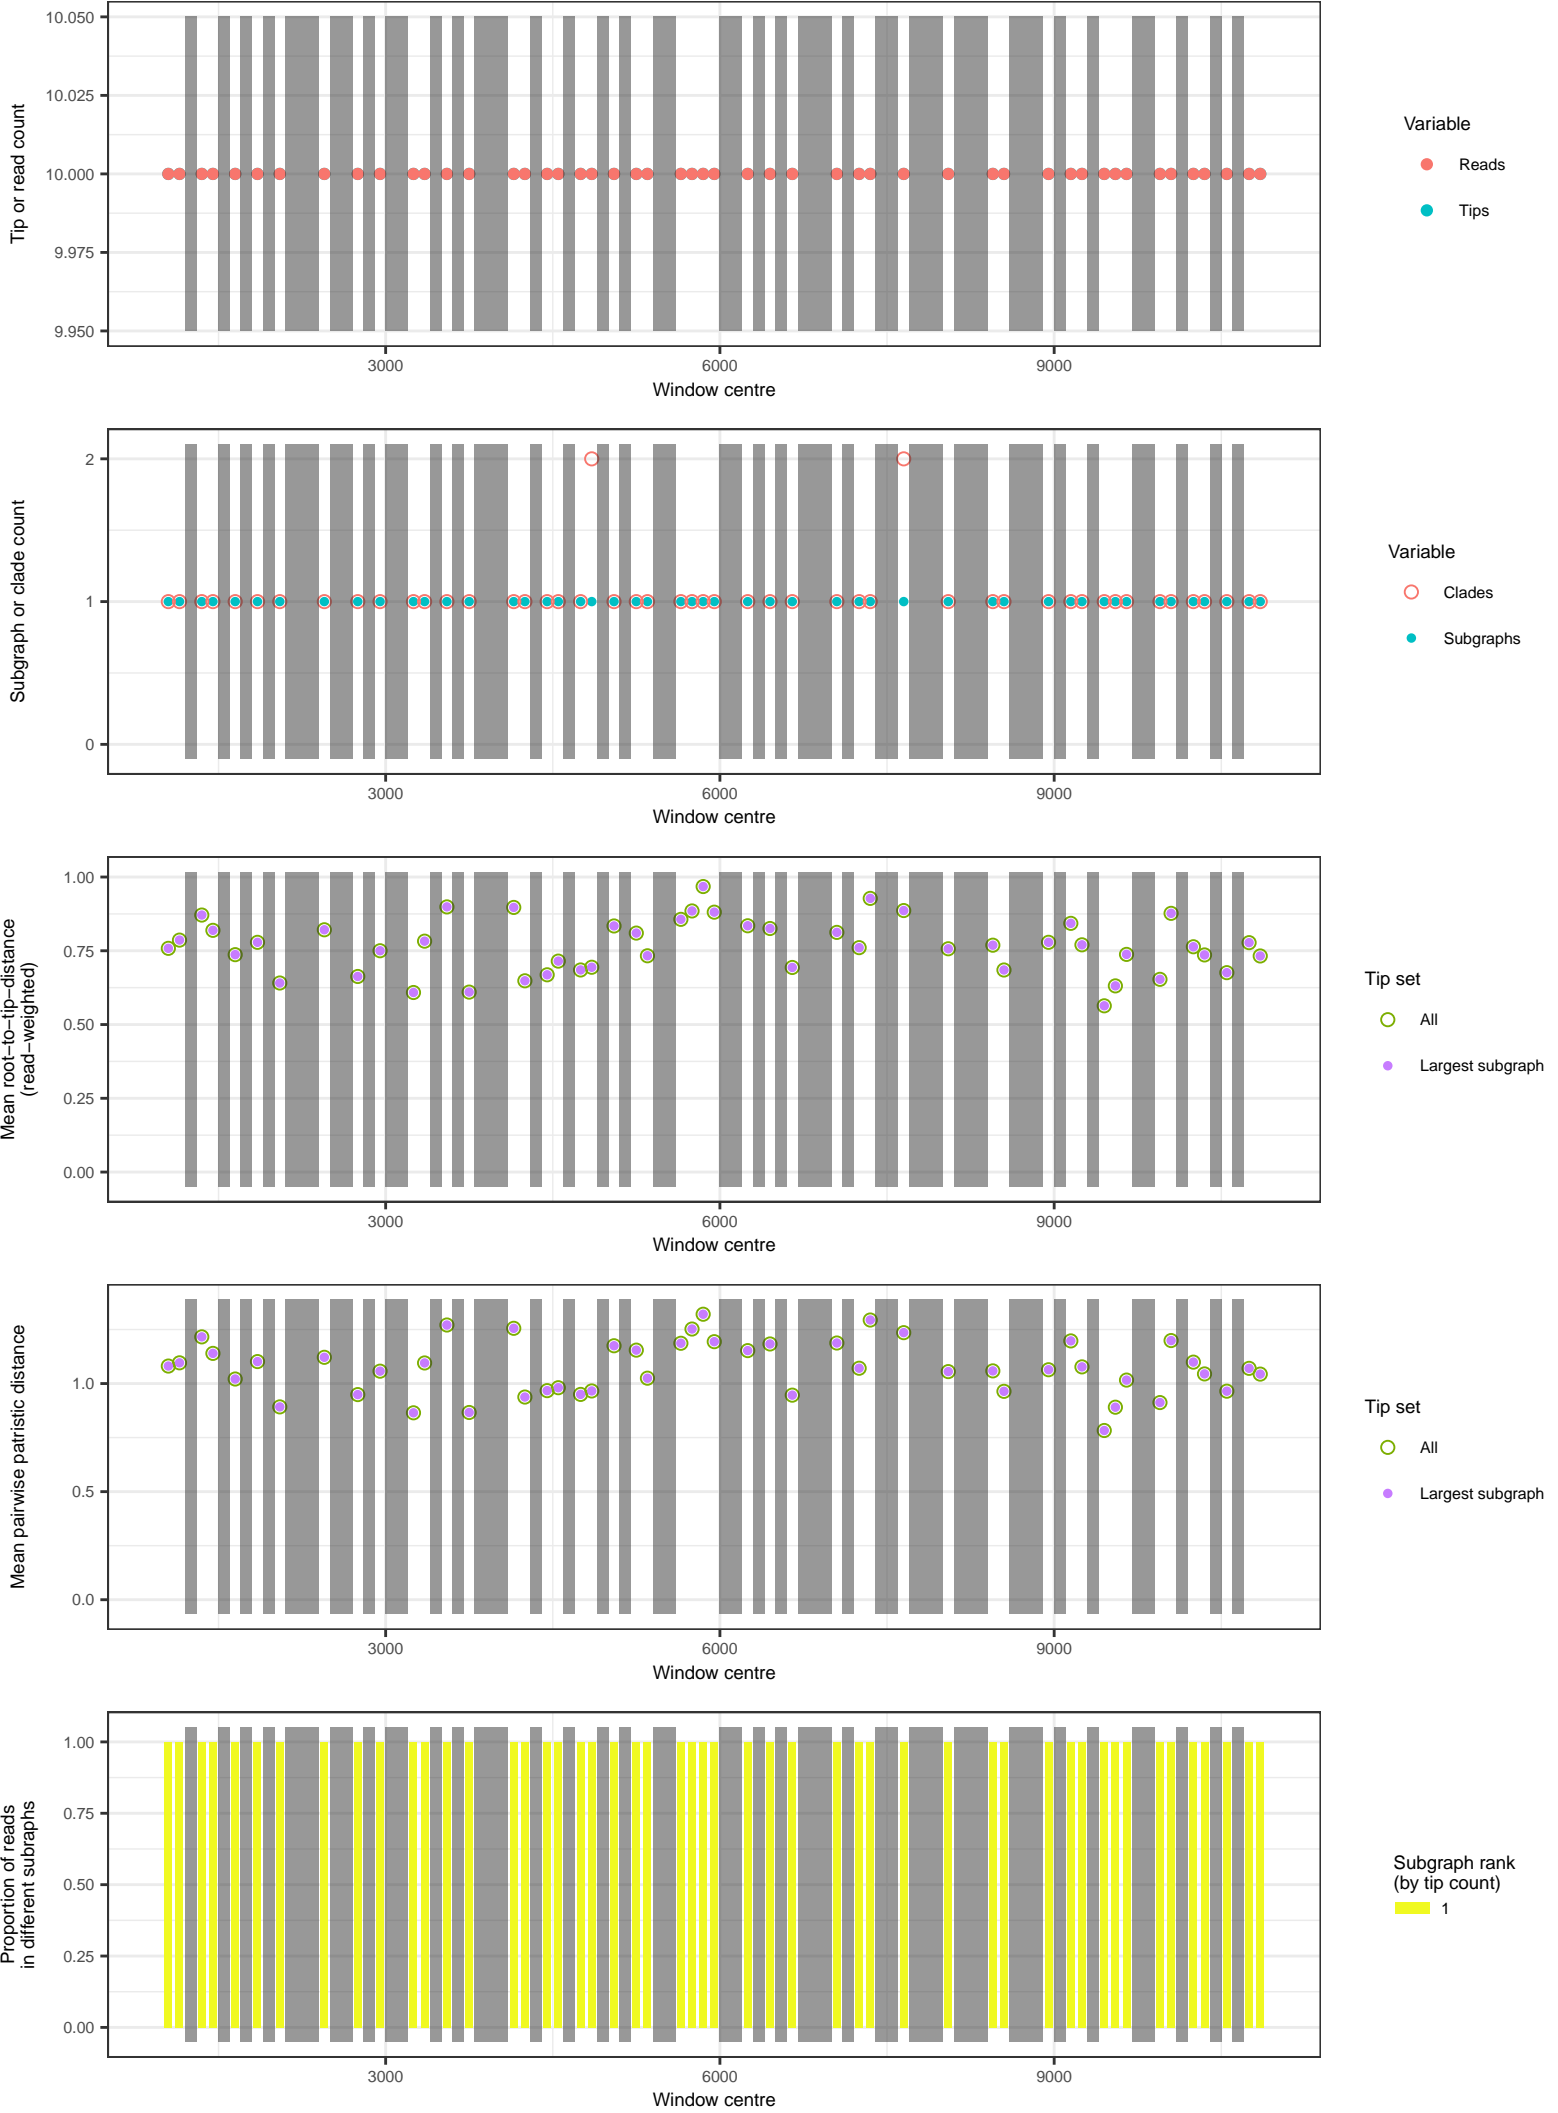 10.050
10.025
10.000
9.975
9.950
Tip or read count
3000
6000
9000
Window centre
Variable
Reads
Tips
2
1
0
Subgraph or clade count
3000
6000
9000
Window centre
Variable
Clades
Subgraphs
1.00
0.75
0.50
0.25
0.00
Mean root−to−tip−distance
(read−weighted)
3000
6000
9000
Window centre
Tip set
All
Largest subgraph
1.0
0.5
0.0
Mean pairwise patristic distance
3000
6000
9000
Window centre
Tip set
All
Largest subgraph
1.00
0.75
0.50
0.25
0.00
Proportion of reads
in different subraphs
3000
6000
9000
Window centre
Subgraph rank
(by tip count)
1